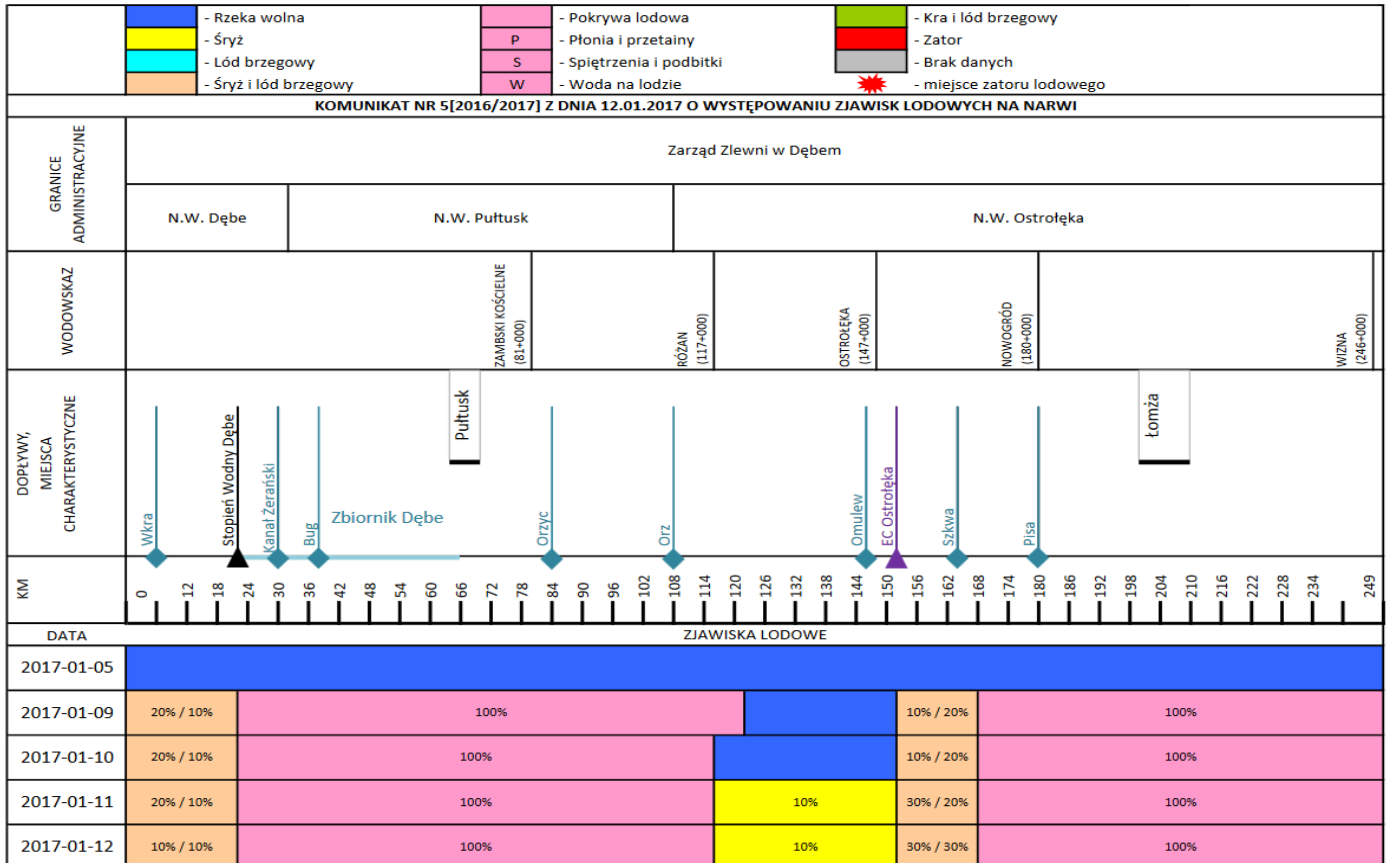 - Rzeka wolna
- Pokrywa lodowa
- Kra i lód brzegowy
- Śryż
P - Płonia i przetainy
- Zator
- Lód brzegowy
S - Spiętrzenia i podbitki
- Brak danych
- Śryż i lód brzegowy
W - Woda na lodzie
- miejsce zatoru lodowego
KOMUNIKAT NR 5[2016/2017] Z DNIA 12.01.2017 O WYSTĘPOWANIU ZJAWISK LODOWYCH NA NARWI
GRANICE
ADMINISTRACYJNE
Zarząd Zlewni w Dębem
N.W. Dębe
N.W. Pułtusk
N.W. Ostrołęka
WODOWSKAZ
ZAMBSKI KOŚCIELNE
(81+000)
RÓŻAN
(117+000)
OSTROŁĘKA
(147+000)
NOWOGRÓD
(180+000)
WIZNA
(246+000)
DOPŁYWY,
MIEJSCA
CHARAKTERYSTYCZNE
Wkra
Stopień Wodny Dębe
Kanał Żerański
Bug
Zbiornik Dębe
Pułtusk
Orzyc
Orz
Omulew
EC Ostrołęka
Szkwa
Pisa
Łomża
KM
0 12 18 24 30 36 42 48 54 60 66 72 78 84 90 96 102 108 114 120 126 132 138 144 150 156 162 168 174 180 186 192 198 204 210 216 222 228 234 249
DATA
ZJAWISKA LODOWE
2017-01-05
2017-01-09 20% / 10% 100% 10% / 20% 100%
2017-01-10 20% / 10% 100% 10% / 20% 100%
2017-01-11 20% / 10% 100% 10% 30% / 20% 100%
2017-01-12 10% / 10% 100% 10% 30% / 30% 100%